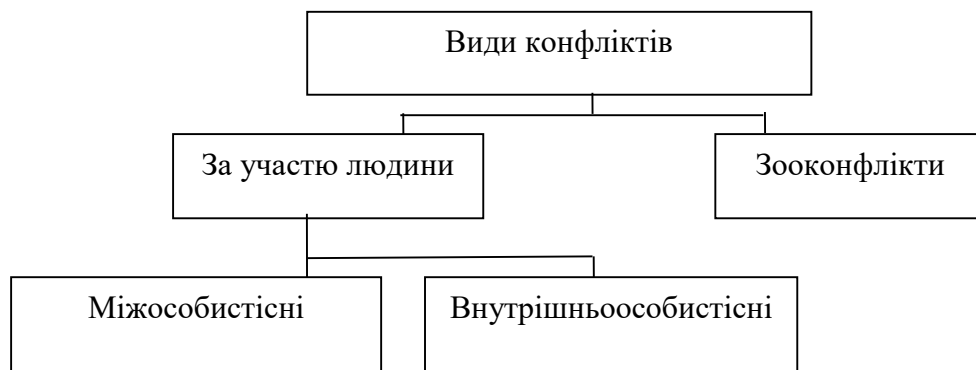 Види конфліктів
За участю людини
Зооконфлікти
Міжособистісні
Внутрішньоособистісні